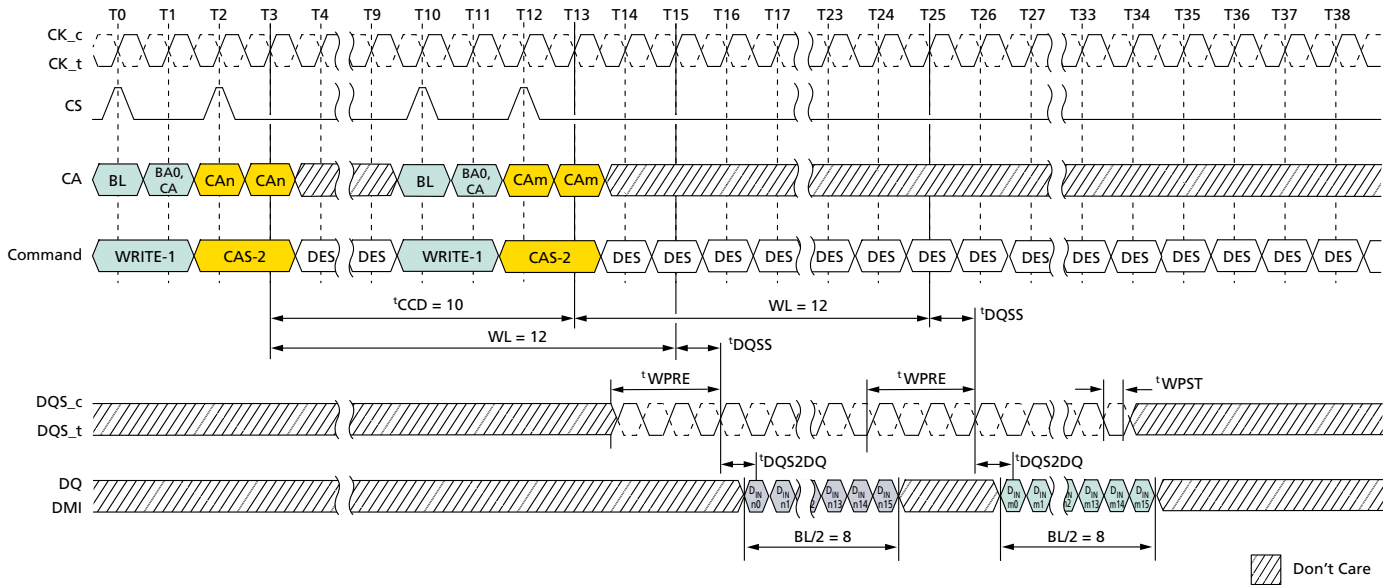 T0 T1 T2 T3 T4 T9 T10 T11 T12 T13 T14 T15 T16 T17 T23 T24 T25 T26 T27 T33 T34 T35 T36 T37 T38
CK_c
CK_t
CS
CA BL BA0, CA CAn CAn BL BA0, CA CAm CAm
Command WRITE-1 CAS-2 DES DES WRITE-1 CAS-2 DES DES DES DES DES DES DES DES DES DES DES DES DES DES DES
tCCD = 10 WL = 12 tDQSS
WL = 12 tDQSS
tWPRE tWPRE tWPST
DQS_c
DQS_t
tDQS2DQ tDQS2DQ
DQ
DMI
DIN n0 DIN n1 DIN n13 DIN n14 DIN n15 DIN m0 DIN m1 DIN m13 DIN m14 DIN m15
BL/2 = 8 BL/2 = 8
Don't Care